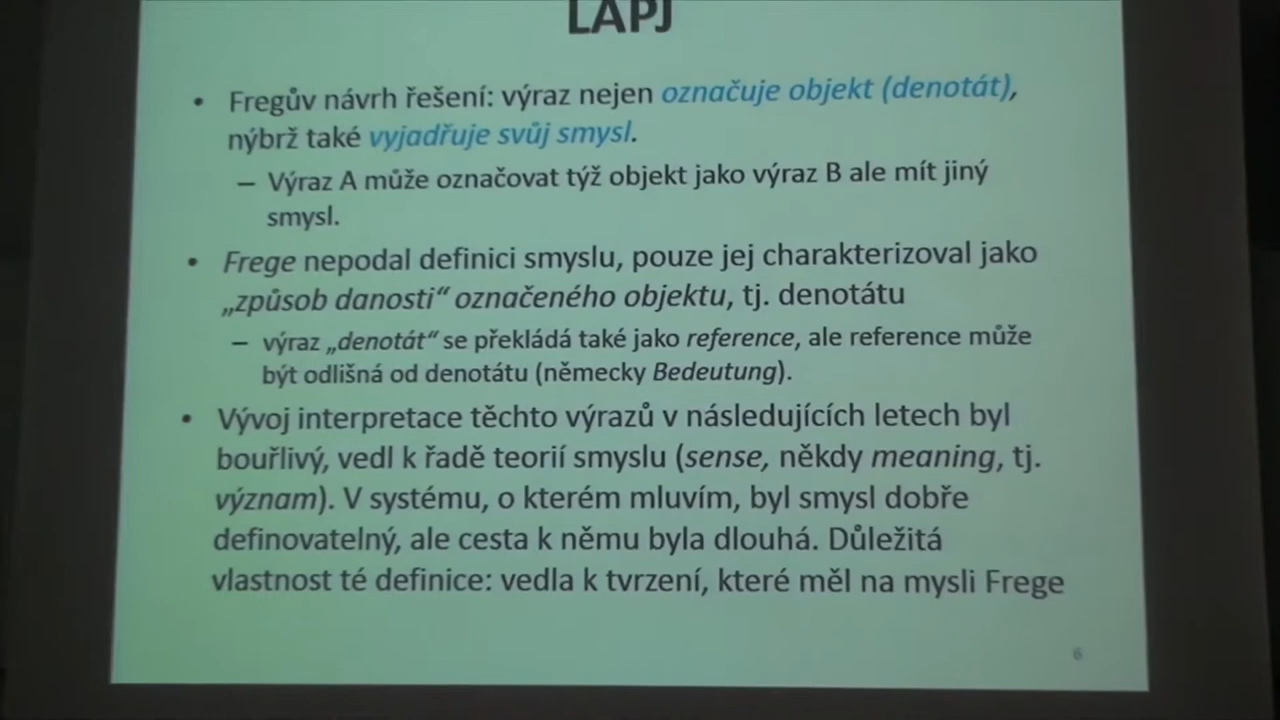 LAPJ
• Fregův návrh řešení: výraz nejen označuje objekt (denotát),
nýbrž také vyjadřuje svůj smysl.
– Výraz A může označovat týž objekt jako výraz B ale mít jiný
smysl.
• Frege nepodal definici smyslu, pouze jej charakterizoval jako
„způsob danosti“ označeného objektu, tj. denotátu
– výraz „denotát“ se překládá také jako reference, ale reference může
být odlišná od denotátu (německy Bedeutung).
• Vývoj interpretace těchto výrazů v následujících letech byl
bouřlivý, vedl k řadě teorií smyslu (sense, někdy meaning, tj.
význam). V systému, o kterém mluvím, byl smysl dobře
definovatelný, ale cesta k němu byla dlouhá. Důležitá
vlastnost té definice: vedla k tvrzení, které měl na mysli Frege
6